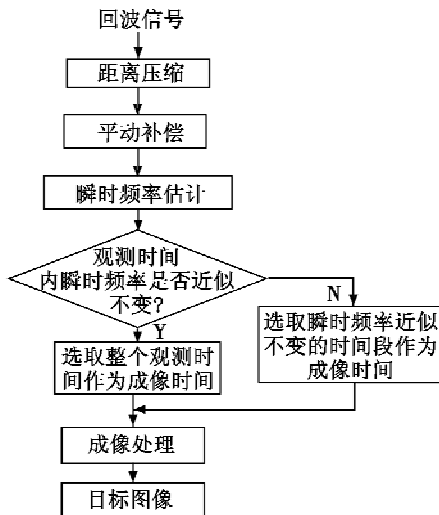 回波信号
距离压缩
平动补偿
瞬时频率估计
观测时间
内瞬时频率是否近似
不变?
N
Y
选取整个观测时
间作为成像时间
选取瞬时频率近似
不变的时间段作为
成像时间
成像处理
目标图像